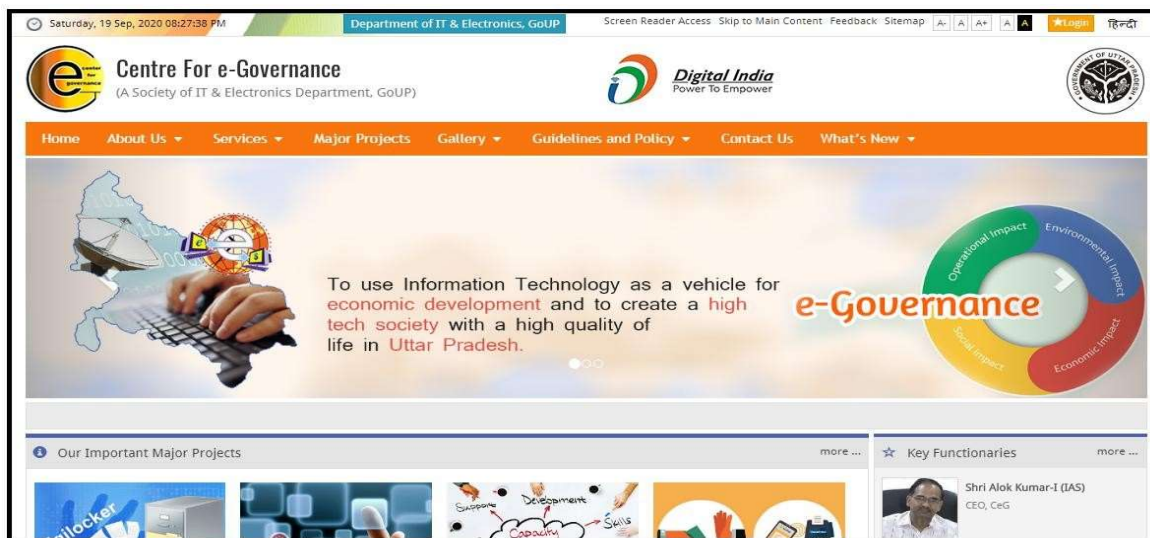 Saturday, 19 Sep, 2020 08:27:38 PM
Department of IT & Electronics, GoUP
Screen Reader Access Skip to Main Content Feedback Sitemap A- A A+ A A Login हिन्दी
Centre For e-Governance
(A Society of IT & Electronics Department, GoUP)
Digital India
Power To Empower
GOVERNMENT OF UTTAR PRADESH
Home About Us Services Major Projects Gallery Guidelines and Policy Contact Us What's New
To use Information Technology as a vehicle for
economic development and to create a high
tech society with a high quality of
life in Uttar Pradesh.
e-Governance
Operational Impact
Environmental Impact
Social Impact
Economic Impact
Our Important Major Projects more ...
Key Functionaries more ...
Support
Development
Skills
Capacity
Shri Alok Kumar-I (IAS)
CEO, CeG